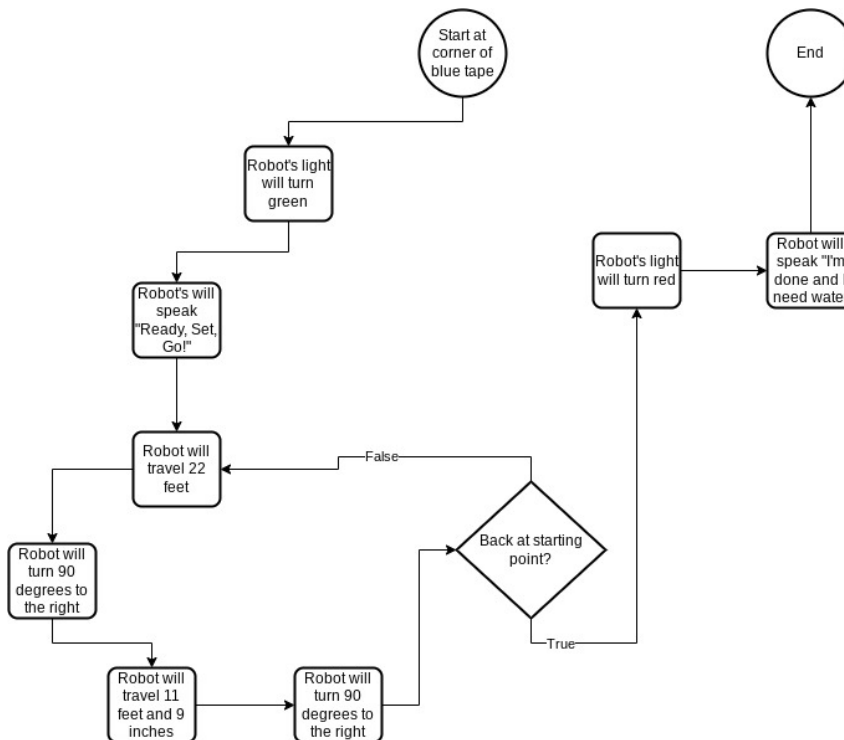 Start at
corner of
blue tape
End
Robot's light
will turn
green
Robot's light
will turn red
Robot will
speak "I'm
done and I
need wate
Robot's will
speak
"Ready, Set,
Go!"
Robot will
travel 22
feet
False
Back at starting
point?
True
Robot will
turn 90
degrees to
the right
Robot will
travel 11
feet and 9
inches
Robot will
turn 90
degrees to
the right